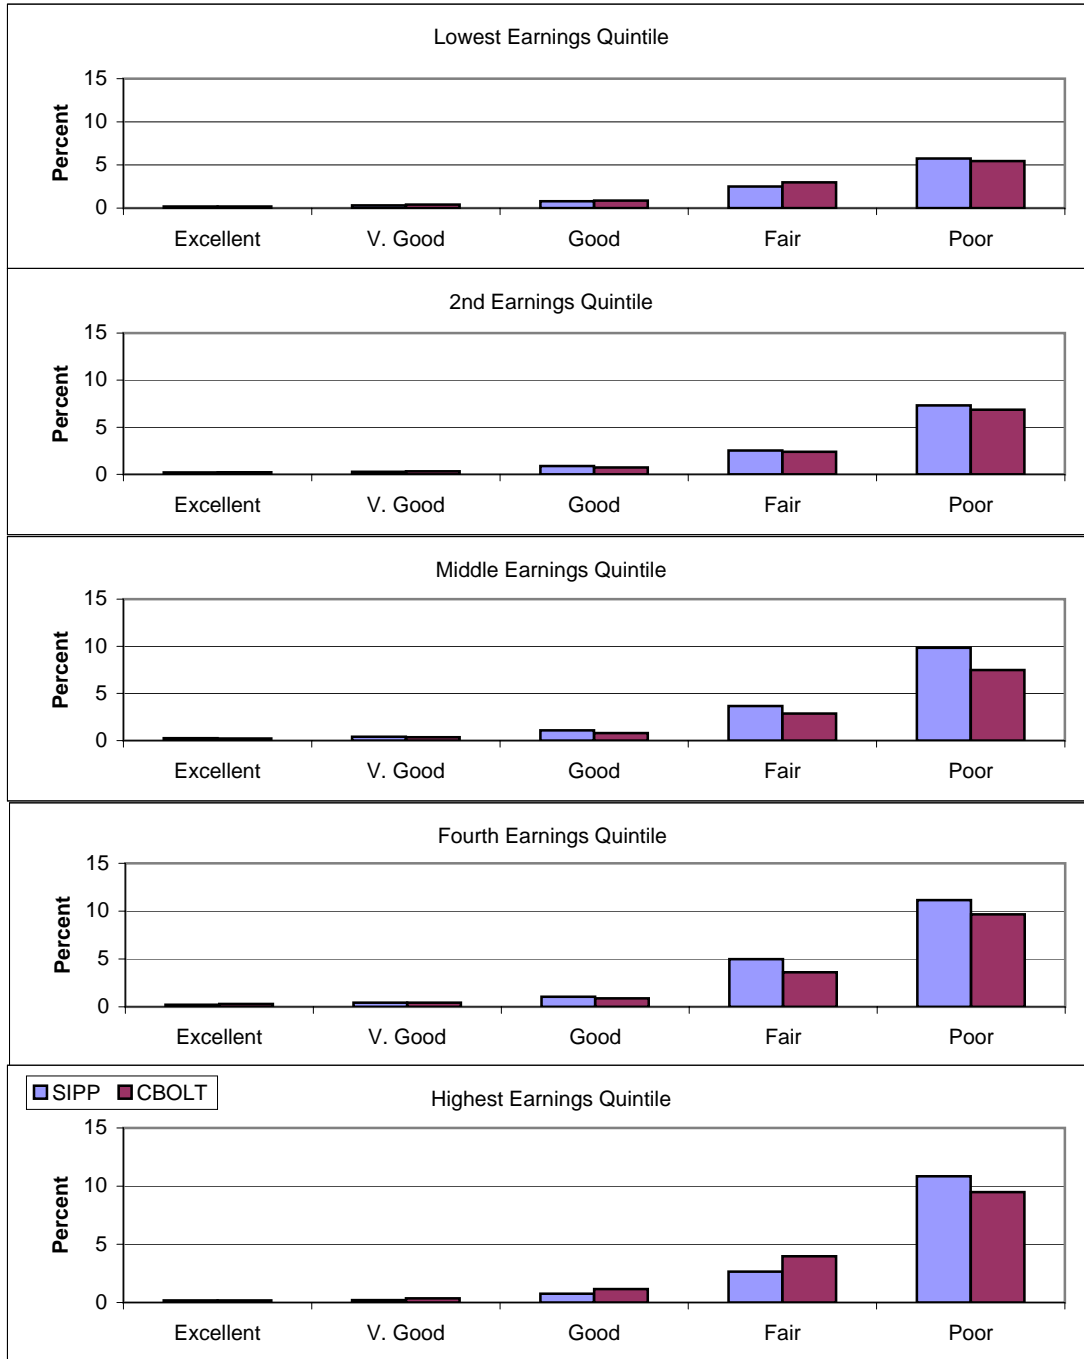 Lowest Earnings Quintile
Percent
15
10
5
0
Excellent V. Good Good Fair Poor
2nd Earnings Quintile
Percent
15
10
5
0
Excellent V. Good Good Fair Poor
Middle Earnings Quintile
Percent
15
10
5
0
Excellent V. Good Good Fair Poor
Fourth Earnings Quintile
Percent
15
10
5
0
Excellent V. Good Good Fair Poor
SIPP CBOLT
Highest Earnings Quintile
Percent
15
10
5
0
Excellent V. Good Good Fair Poor